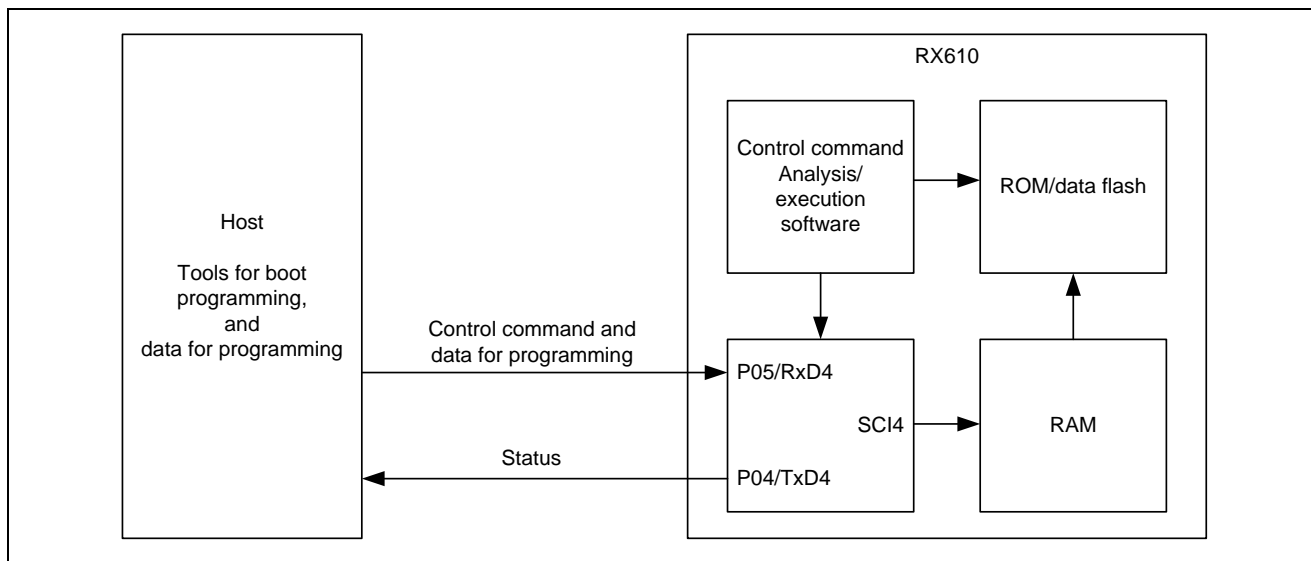 RX610
Host
Tools for boot
programming,
and
data for programming
Control command and
data for programming
Status
Control command
Analysis/
execution
software
ROM/data flash
P05/RxD4
SCI4
P04/TxD4
RAM